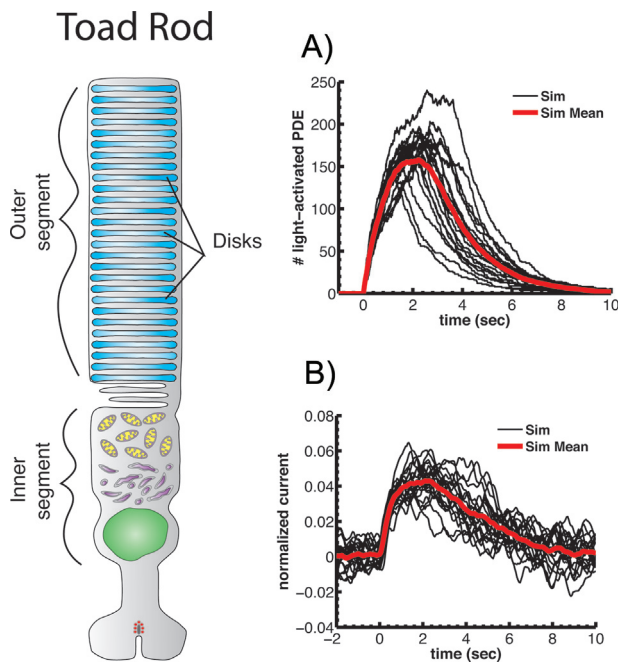 Toad Rod
Outer
segment
Disks
Inner
segment
A)
250
200
150
100
50
0
# light-activated PDE
Sim
Sim Mean
0
2
4
6
8
10
time (sec)
B)
0.08
0.06
0.04
0.02
0
−0.02
−0.04
normalized current
Sim
Sim Mean
−2
0
2
4
6
8
10
time (sec)